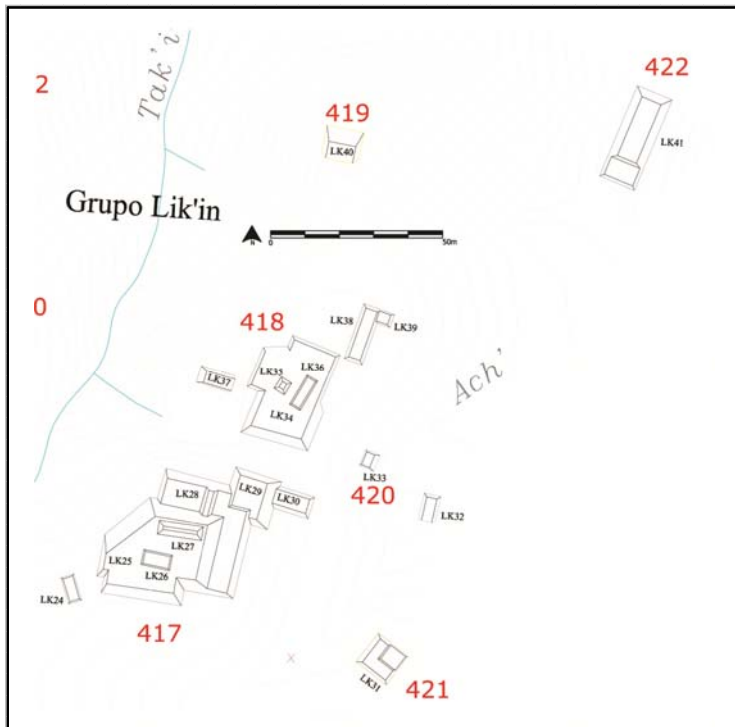 422
2
Tak'i
419
LK40
LK41
Grupo Lik'in
N
0
50m
0
418
LK38
LK39
LK37
LK35
LK36
LK34
Ach'
LK33
420
LK32
LK28
LK29
LK30
LK27
LK25
LK26
LK24
417
LK31
421